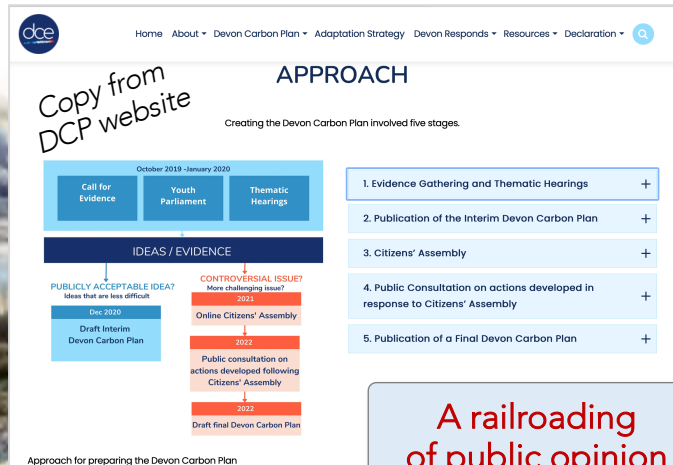 dce
Home About Devon Carbon Plan Adaptation Strategy Devon Responds Resources Declaration
Copy from
DCP website
APPROACH
Creating the Devon Carbon Plan involved five stages.
October 2019 -January 2020
Call for
Evidence
Youth
Parliament
Thematic
Hearings
IDEAS / EVIDENCE
PUBLICLY ACCEPTABLE IDEA?
Ideas that are less difficult
Dec 2020
Draft Interim
Devon Carbon Plan
CONTROVERSIAL ISSUE?
More challenging issue?
2021
Online Citizens' Assembly
2022
Public consultation on
actions developed following
Citizens' Assembly
2022
Draft final Devon Carbon Plan
Approach for preparing the Devon Carbon Plan
1. Evidence Gathering and Thematic Hearings +
2. Publication of the Interim Devon Carbon Plan +
3. Citizens' Assembly +
4. Public Consultation on actions developed in
response to Citizens' Assembly +
5. Publication of a Final Devon Carbon Plan +
A railroading
of public opinion